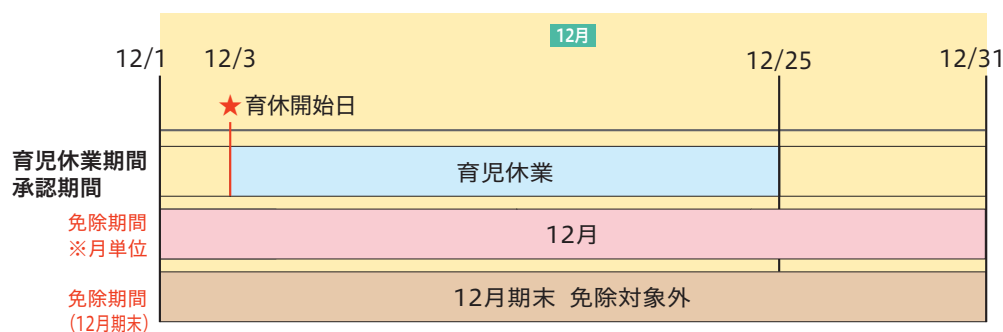 12月
12/1
12/3
12/25
12/31
★育休開始日
育児休業期間
承認期間
育児休業
免除期間
※月単位
12月
免除期間
(12月期末)
12月期末 免除対象外